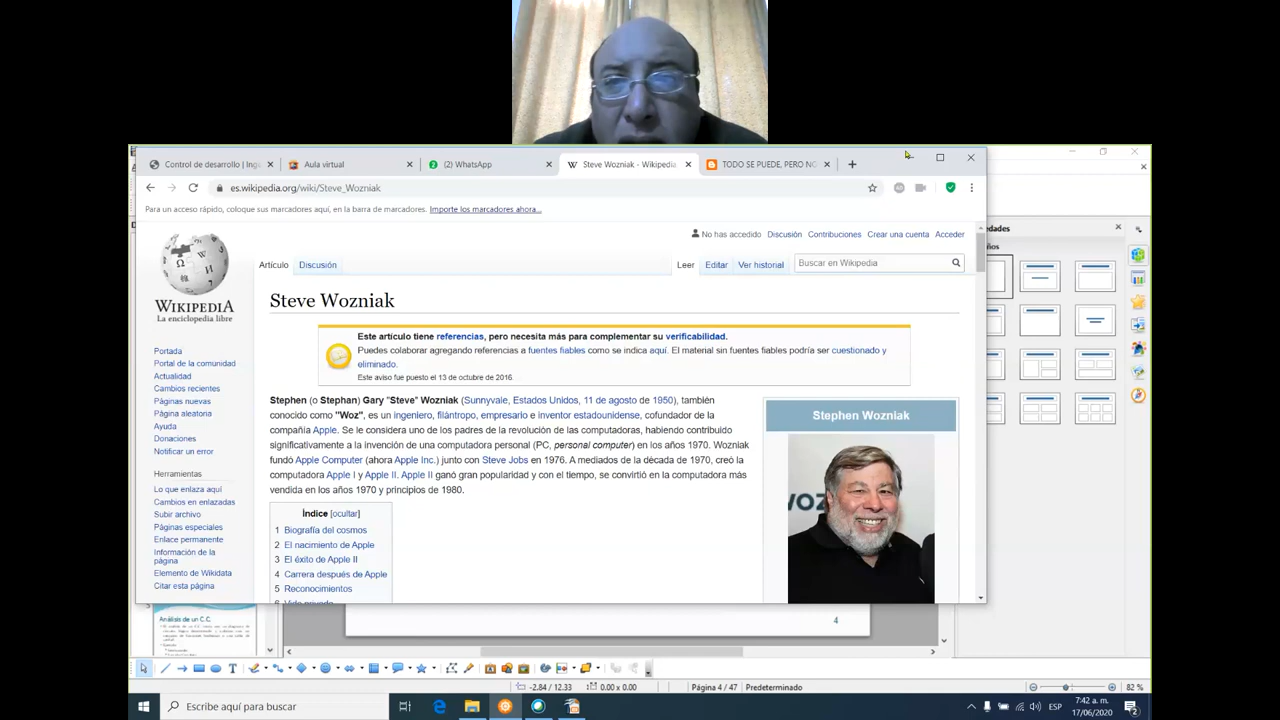 Control de desarrollo | Ing
Aula virtual
(2) WhatsApp
Steve Wozniak - Wikipedia
TODO SE PUEDE, PERO NO
es.wikipedia.org/wiki/Steve_Wozniak
Para un acceso rápido, coloque sus marcadores aquí, en la barra de marcadores. Importe los marcadores ahora...
edades
No has accedido Discusión Contribuciones Crear una cuenta Acceder
Artículo Discusión Leer Editar Ver historial Buscar en Wikipedia
WIKIPEDIA
La enciclopedia libre
Steve Wozniak
Este artículo tiene referencias, pero necesita más para complementar su verificabilidad.
Puedes colaborar agregando referencias a fuentes fiables como se indica aquí. El material sin fuentes fiables podría ser cuestionado y
eliminado.
Este aviso fue puesto el 13 de octubre de 2016.
Portada
Portal de la comunidad
Actualidad
Cambios recientes
Páginas nuevas
Página aleatoria
Ayuda
Donaciones
Notificar un error
Herramientas
Lo que enlaza aquí
Cambios en enlazadas
Subir archivo
Páginas especiales
Enlace permanente
Información de la
página
Elemento de Wikidata
Citar esta página
Stephen (o Stephan) Gary "Steve" Wozniak (Sunnyvale, Estados Unidos, 11 de agosto de 1950), también
conocido como "Woz", es un ingeniero, filántropo, empresario e inventor estadounidense, cofundador de la
compañía Apple. Se le considera uno de los padres de la revolución de las computadoras, habiendo contribuido
significativamente a la invención de una computadora personal (PC, personal computer) en los años 1970. Wozniak
fundó Apple Computer (ahora Apple Inc.) junto con Steve Jobs en 1976. A mediados de la década de 1970, creó la
computadora Apple I y Apple II. Apple II ganó gran popularidad y con el tiempo, se convirtió en la computadora más
vendida en los años 1970 y principios de 1980.
Stephen Wozniak
WOZ
Índice [ocultar]
1 Biografía del cosmos
2 El nacimiento de Apple
3 El éxito de Apple II
4 Carrera después de Apple
5 Reconocimientos
6 Vida privada
Análisis de un C.C.
4
-2.84 / 12.33 0.00 x 0.00 Página 4 / 47 Predeterminado 82 %
Escribe aquí para buscar
ESP
7:42 a. m.
17/06/2020
2